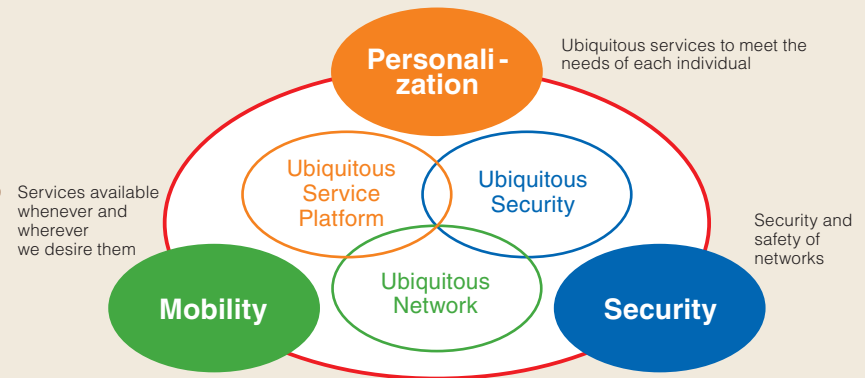 Personali-
zation
Ubiquitous services to meet the
needs of each individual
Ubiquitous
Service
Platform
Ubiquitous
Security
Services available
whenever and
wherever
we desire them
Security and
safety of
networks
Mobility
Ubiquitous
Network
Security